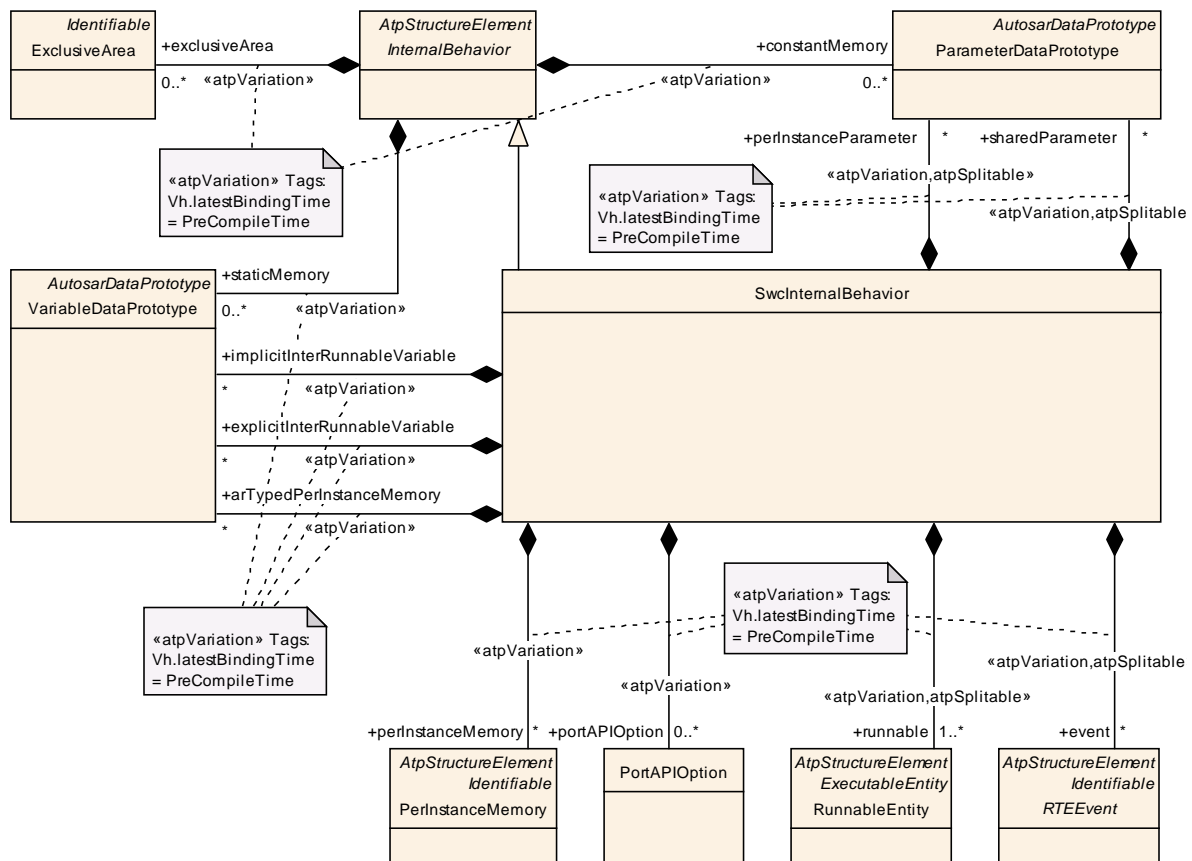 Identifiable
ExclusiveArea
+exclusiveArea
0..*
«atpVariation»
AtpStructureElement
InternalBehavior
+constantMemory
0..*
«atpVariation»
AutosarDataPrototype
ParameterDataPrototype
«atpVariation» Tags:
Vh.latestBindingTime
= PreCompileTime
+perInstanceParameter
*
+sharedParameter
*
«atpVariation,atpSplitable»
«atpVariation,atpSplitable
«atpVariation» Tags:
Vh.latestBindingTime
= PreCompileTime
AutosarDataPrototype
VariableDataPrototype
+staticMemory
0..*
«atpVariation»
SwcInternalBehavior
+implicitInterRunnableVariable
*
«atpVariation»
+explicitInterRunnableVariable
*
«atpVariation»
+arTypedPerInstanceMemory
*
«atpVariation»
«atpVariation» Tags:
Vh.latestBindingTime
= PreCompileTime
«atpVariation» Tags:
Vh.latestBindingTime
= PreCompileTime
«atpVariation»
«atpVariation»
«atpVariation,atpSplitable»
«atpVariation,atpSplitable
+perInstanceMemory
*
+portAPIOption
0..*
+runnable
1..*
+event
*
AtpStructureElement
Identifiable
PerInstanceMemory
PortAPIOption
AtpStructureElement
ExecutableEntity
RunnableEntity
AtpStructureElement
Identifiable
RTEEvent